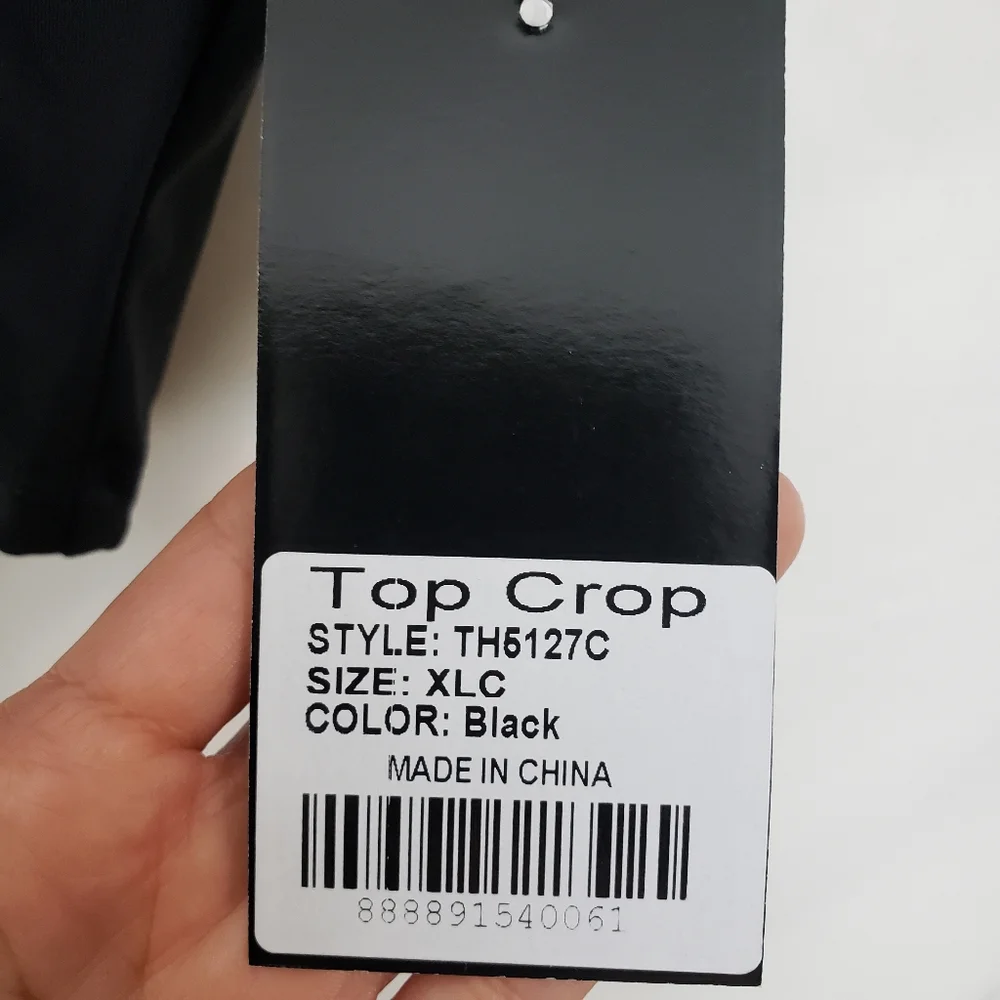 Top Crop
STYLE: TH5127C
SIZE: XLC
COLOR: Black
MADE IN CHINA
888891540061